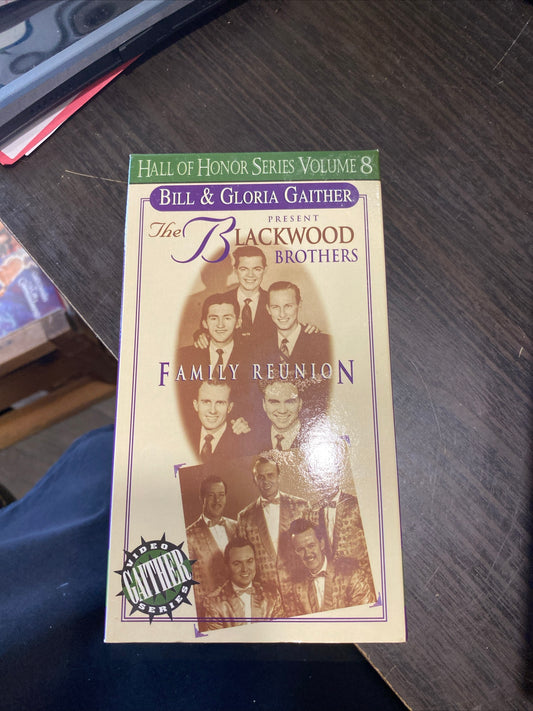 HALL OF HONOR SERIES VOLUME 8
BILL & GLORIA GAITHER
PRESENT
The BLACKWOOD
BROTHERS
FAMILY REUNION
VIDEO
GAITHER
SERIES